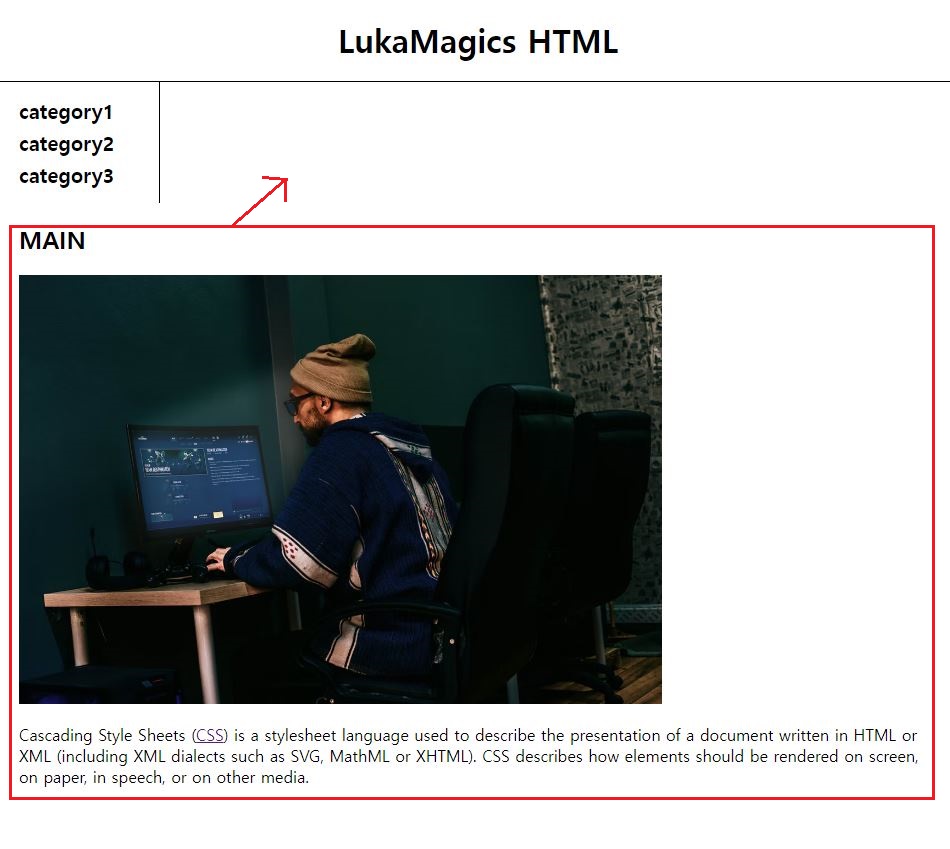 LukaMagics HTML
category1
category2
category3
MAIN
Cascading Style Sheets (CSS) is a stylesheet language used to describe the presentation of a document written in HTML or
XML (including XML dialects such as SVG, MathML or XHTML). CSS describes how elements should be rendered on screen,
on paper, in speech, or on other media.